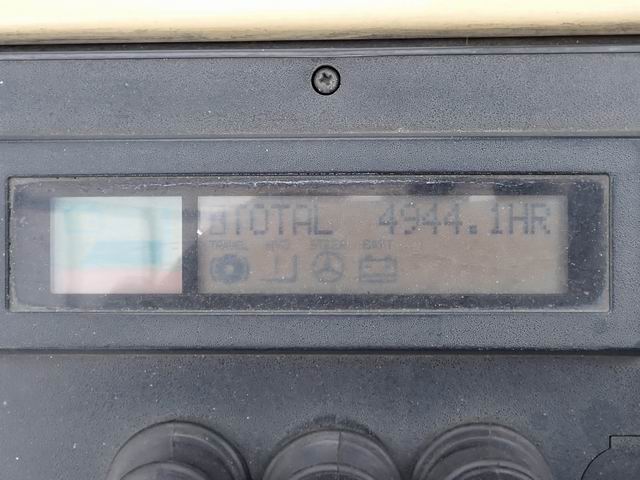 TOTAL 4944.1HR
TRAVEL HYD STEER BATT